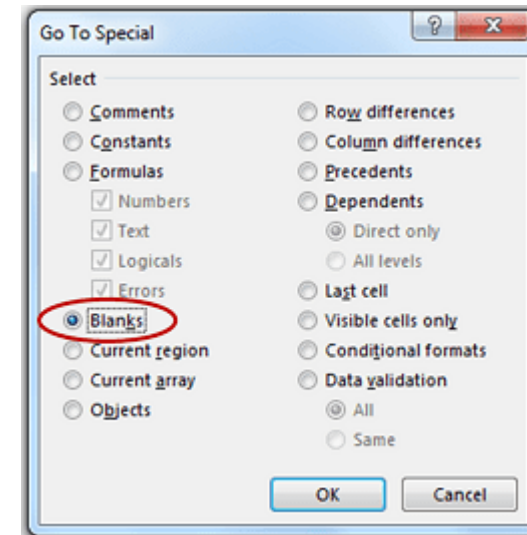 Go To Special
Select
Comments
Constants
Formulas
Numbers
Text
Logicals
Errors
Blanks
Current region
Current array
Objects
Row differences
Column differences
Precedents
Dependents
Direct only
All levels
Last cell
Visible cells only
Conditional formats
Data validation
All
Same
OK
Cancel